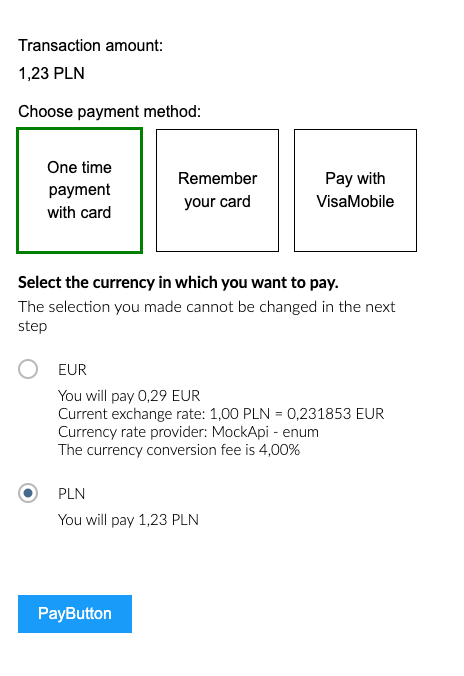 Transaction amount:
1,23 PLN
Choose payment method:
One time
payment
with card
Remember
your card
Pay with
VisaMobile
Select the currency in which you want to pay.
The selection you made cannot be changed in the next
step
EUR
You will pay 0,29 EUR
Current exchange rate: 1,00 PLN = 0,231853 EUR
Currency rate provider: MockApi - enum
The currency conversion fee is 4,00%
PLN
You will pay 1,23 PLN
PayButton